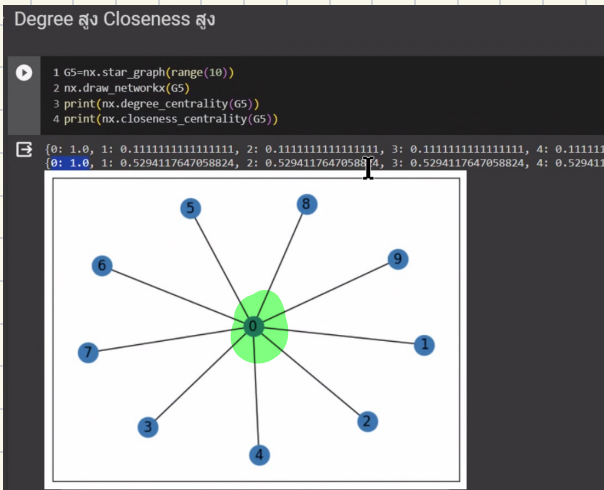 Degree สูง Closeness สูง
1 G5=nx.star_graph(range(10))
2 nx.draw_networkx(G5)
3 print(nx.degree_centrality(G5))
4 print(nx.closeness_centrality(G5))
{0: 1.0, 1: 0.1111111111111111, 2: 0.1111111111111111, 3: 0.1111111111111111, 4: 0.11111
{0: 1.0, 1: 0.5294117647058824, 2: 0.5294117647058824, 3: 0.5294117647058824, 4: 0.52941
5
8
6
9
0
7
1
3
2
4